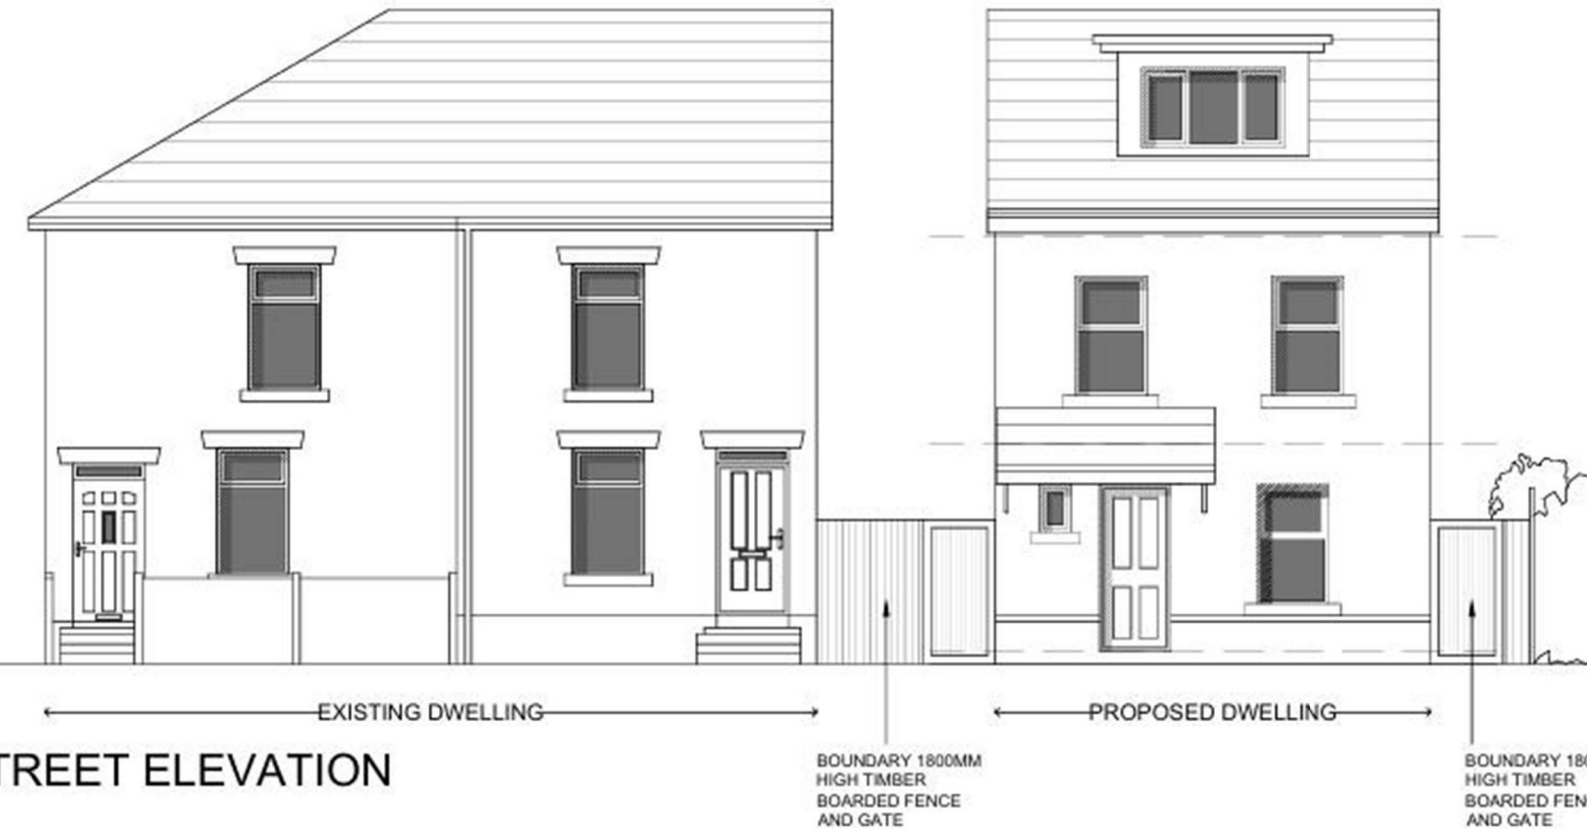 EXISTING DWELLING
PROPOSED DWELLING
TREET ELEVATION
BOUNDARY 1800MM
HIGH TIMBER
BOARDED FENCE
AND GATE
BOUNDARY 180
HIGH TIMBER
BOARDED FEN
AND GATE